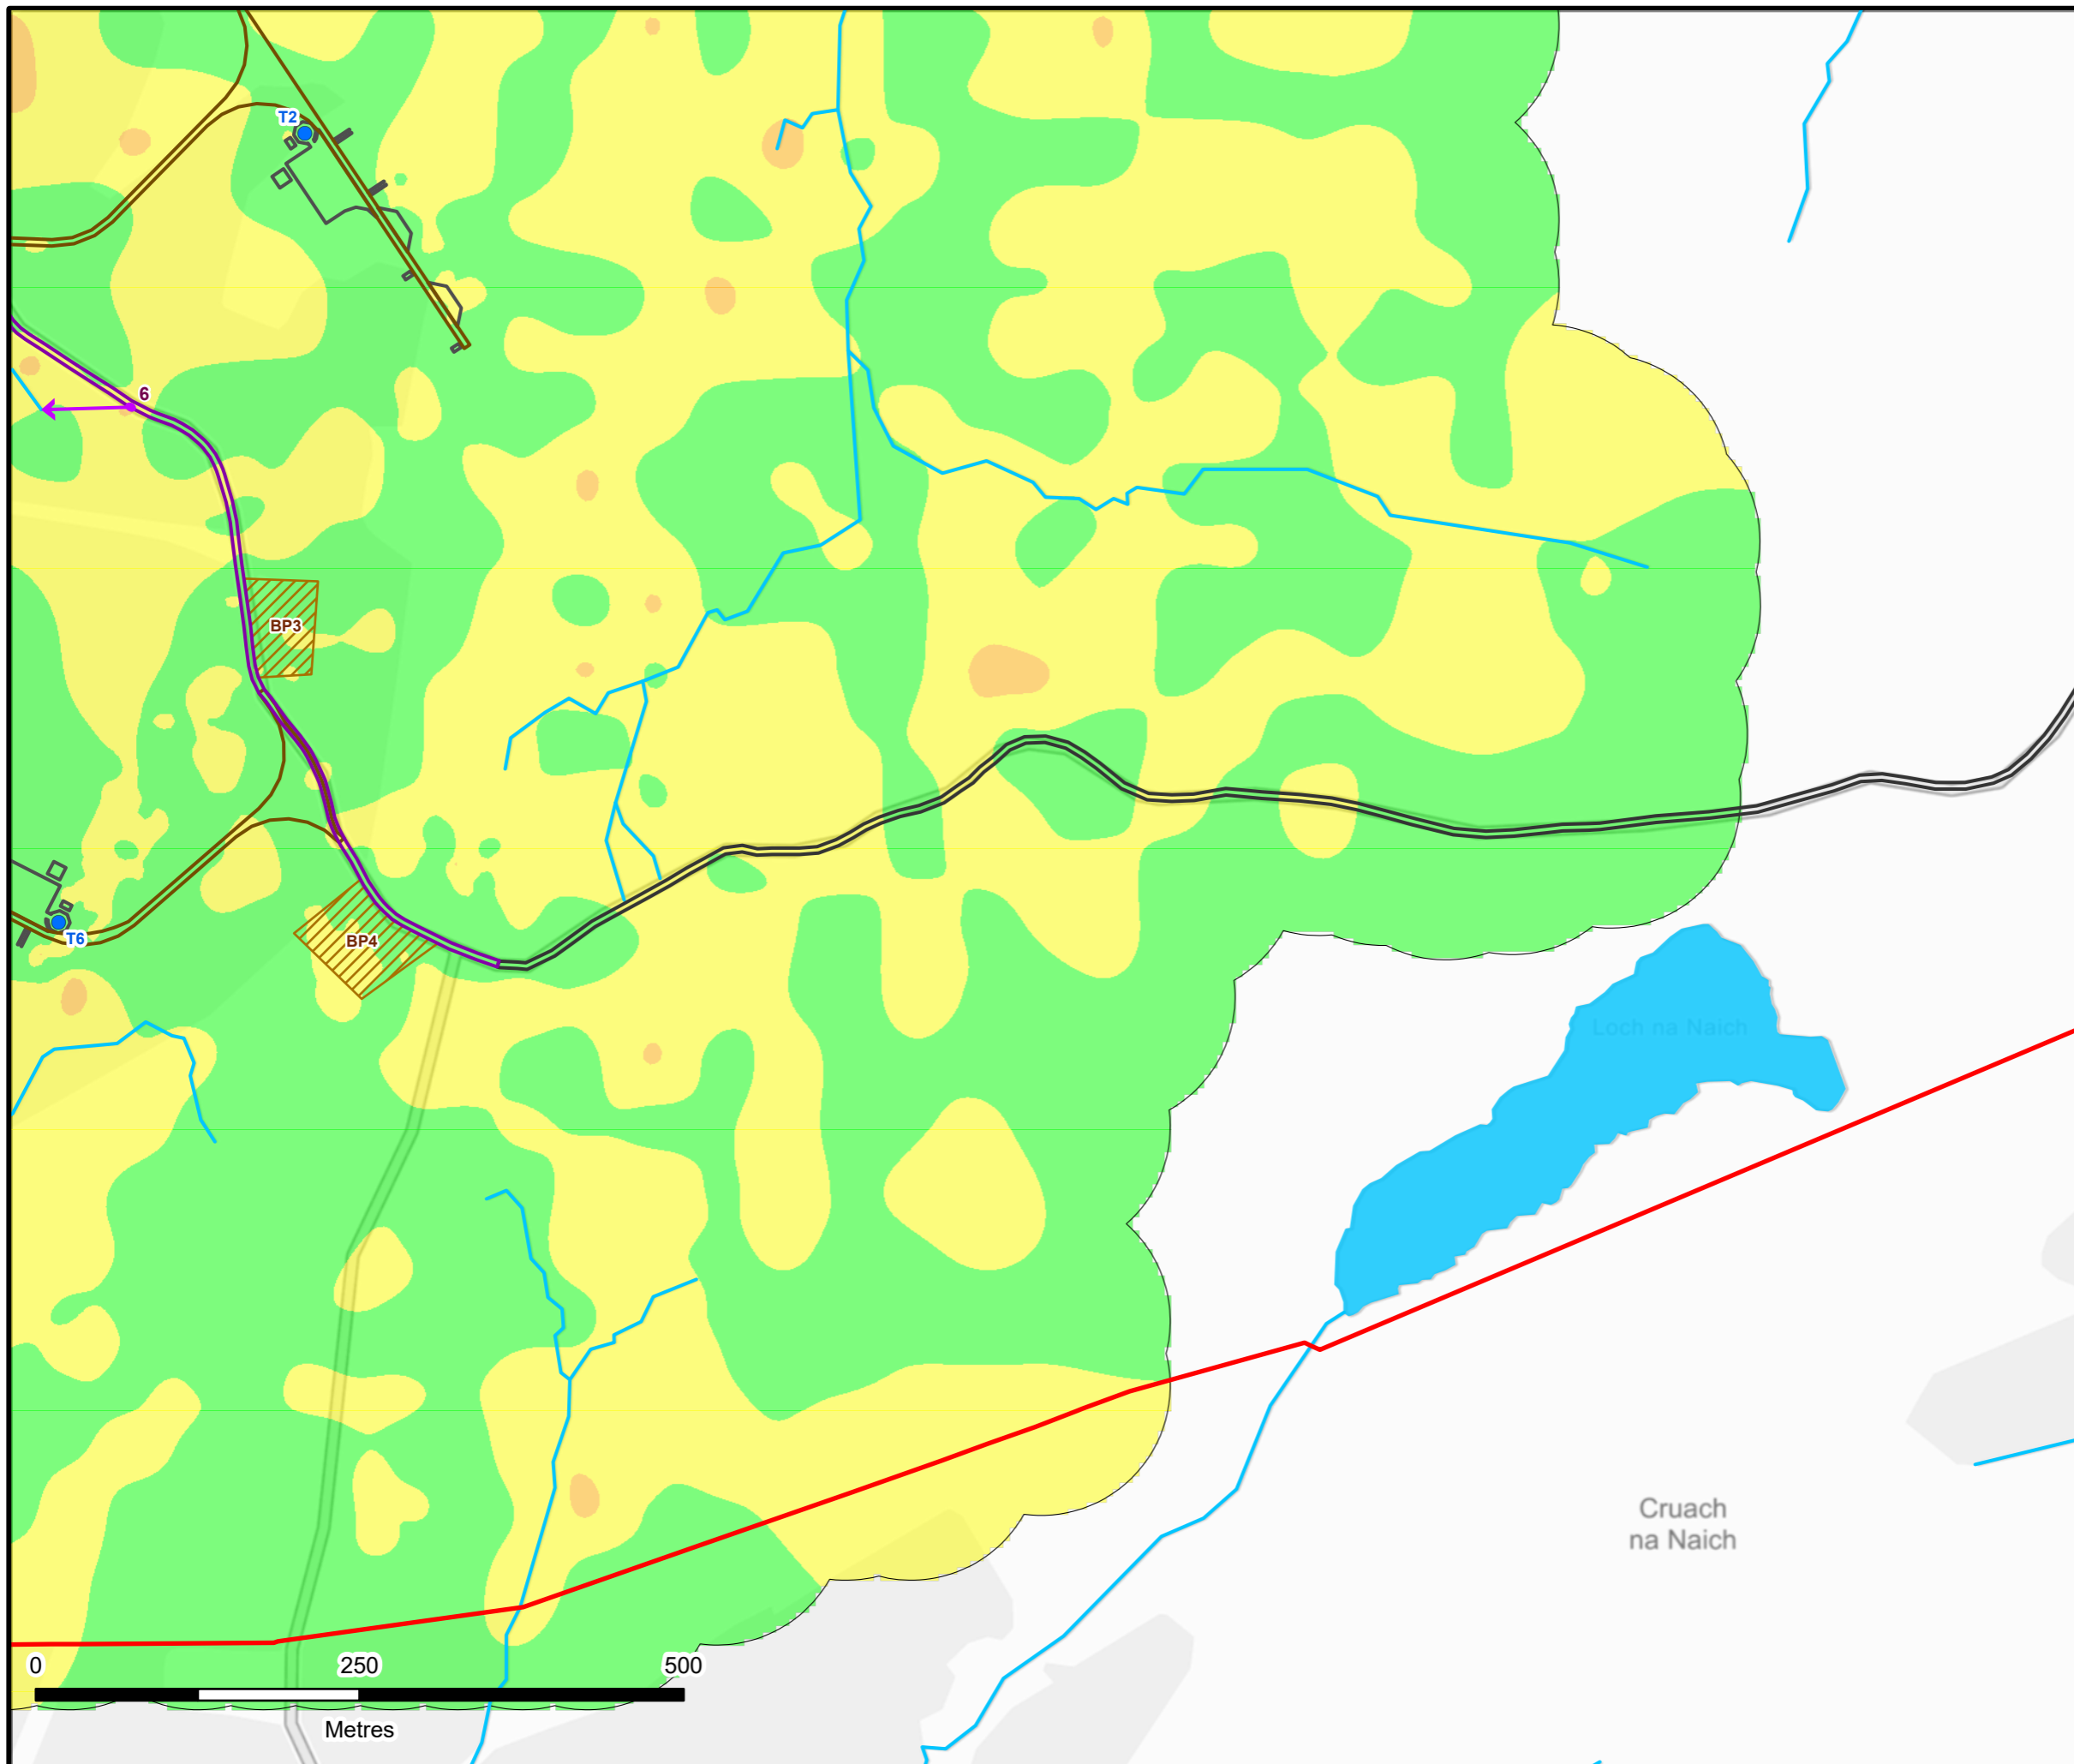 T2
6
BP3
T6
BP4
Loch na Naich
Cruach
na Naich
0 250 500
Metres